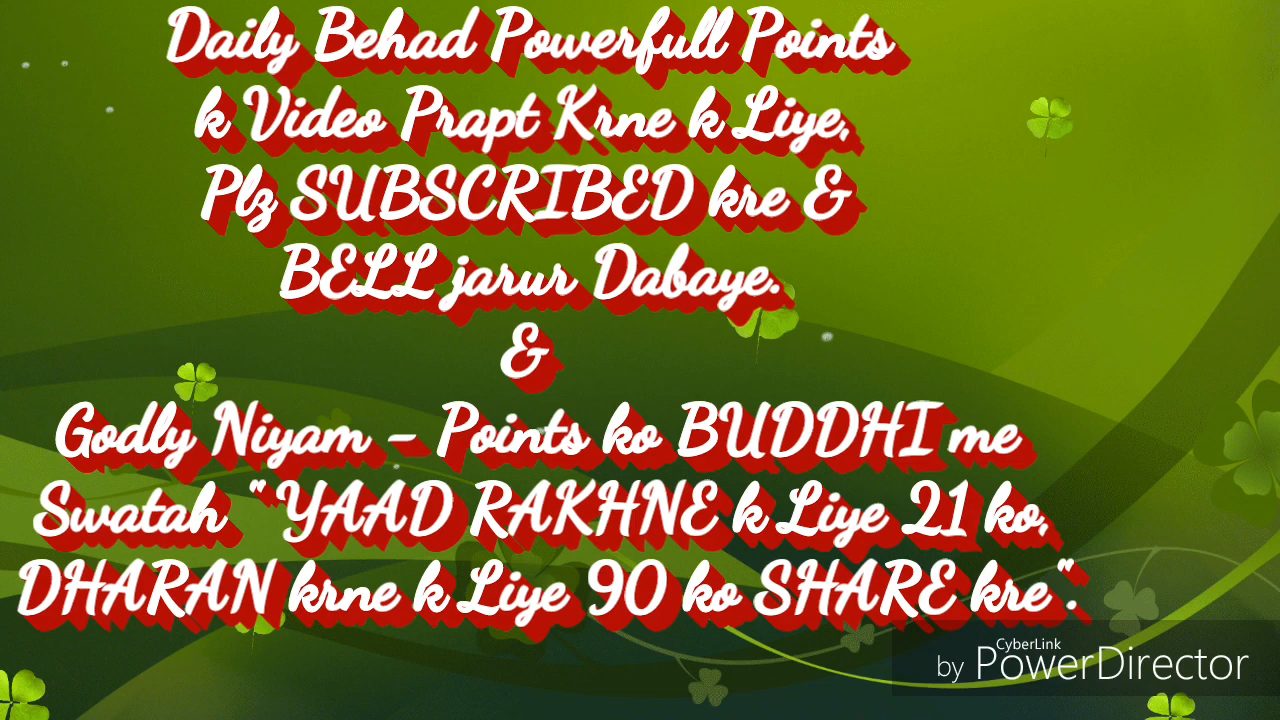 Daily Behad Powerfull Points
k Video Prapt Krne k Liye,
Plz SUBSCRIBED kre &
BELL jarur Dabaye.
&
Godly Niyam - Points ko BUDDHI me
Swatah "YAAD RAKHNE k Liye 21 ko,
DHARAN krne k Liye 90 ko SHARE kre".
CyberLink
by PowerDirector